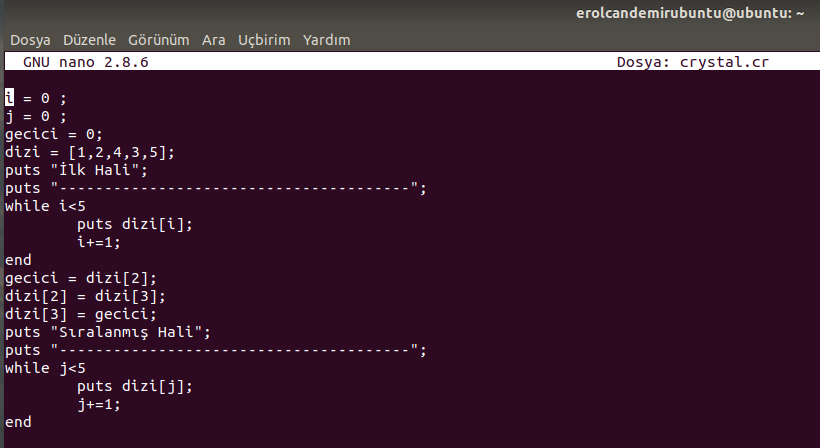 erolcandemirubuntu@ubuntu: ~
Dosya Düzenle Görünüm Ara Uçbirim Yardım
GNU nano 2.8.6 Dosya: crystal.cr
i = 0 ;
j = 0 ;
gecici = 0;
dizi = [1,2,4,3,5];
puts "İlk Hali";
puts "---------------------------------------";
while i<5
puts dizi[i];
i+=1;
end
gecici = dizi[2];
dizi[2] = dizi[3];
dizi[3] = gecici;
puts "Sıralanmış Hali";
puts "---------------------------------------";
while j<5
puts dizi[j];
j+=1;
end